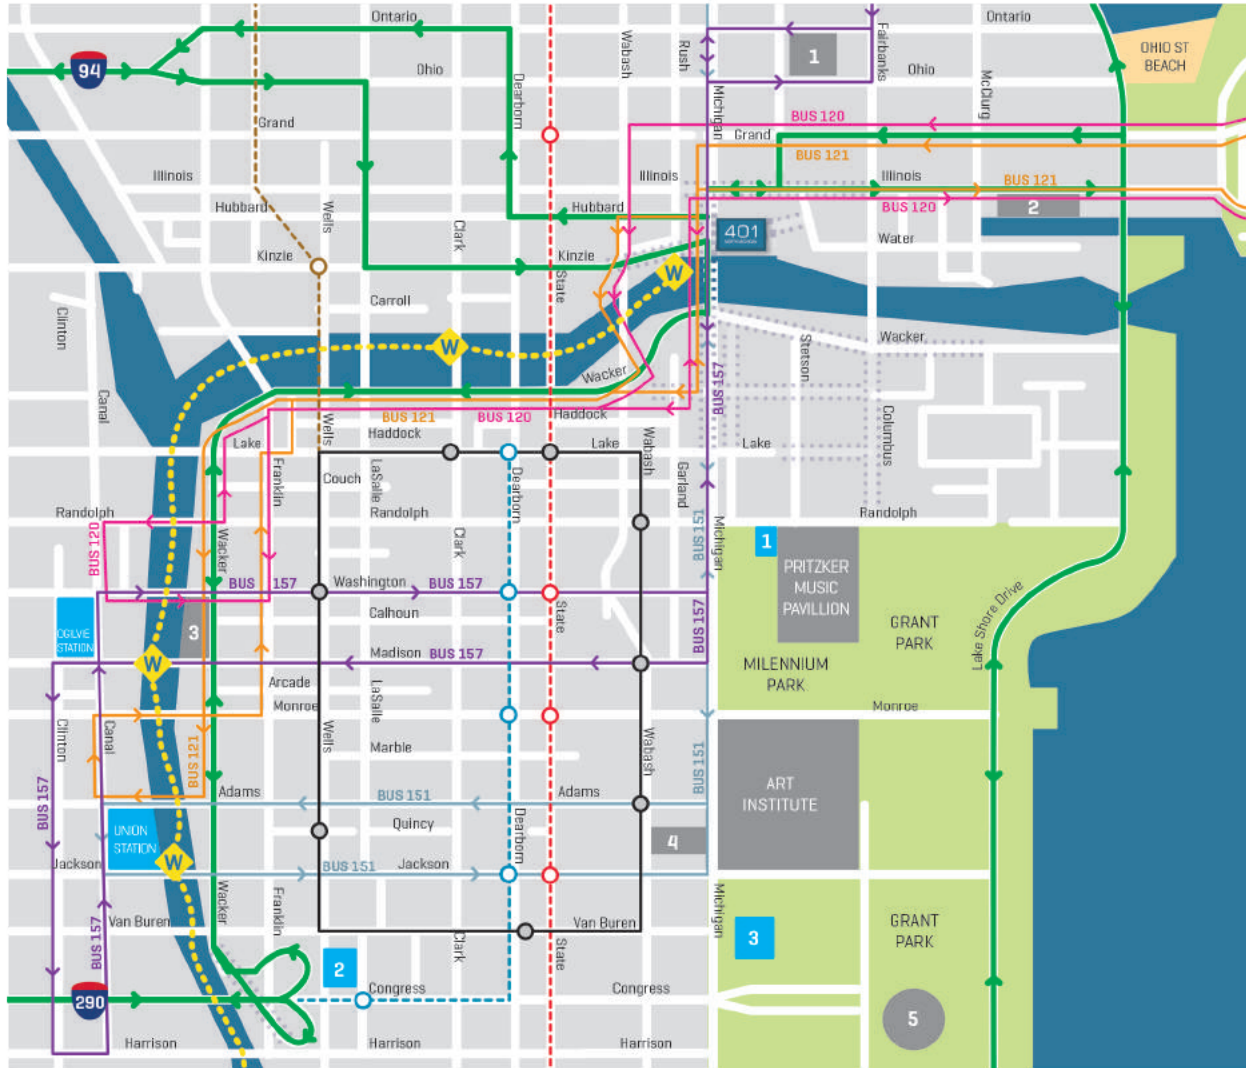 Ontario
Ontario
Ohio
Ohio
OHIO ST
BEACH
94
1
Wabash
Rush
Fairbanks
Dearborn
McClurg
Michigan
Grand
Grand
BUS 120
BUS 121
Illinois
Illinois
Illinois
BUS 121
BUS 120
2
Hubbard
Hubbard
Wells
Clark
401
Water
Kinzie
Kinzie
State
W
Carroll
Clinton
W
Wacker
Wacker
Stetson
BUS 157
Canal
BUS 121
BUS 120
Haddock
Columbus
Wells
Haddock
Lake
Lake
Wabash
Lake
Franklin
Couch
LaSalle
Dearborn
Garland
Randolph
Randolph
Randolph
BUS 120
Wacker
Clark
BUS 151
Michigan
1
PRITZKER
MUSIC
PAVILLION
BUS 157
Washington
BUS 157
Calhoun
State
BUS 157
OGILVIE
STATION
3
GRANT
PARK
Lake Shore Drive
W
Madison
BUS 157
MILENNIUM
PARK
Arcade
Monroe
LaSalle
Monroe
Clinton
Canal
Wells
Marble
Wabash
BUS 121
BUS 151
BUS 157
Adams
BUS 151
Adams
ART
INSTITUTE
UNION
STATION
Quincy
Dearborn
4
W
Jackson
BUS 151
Jackson
Wacker
Franklin
Michigan
Van Buren
Van Buren
GRANT
PARK
3
BUS 157
Clark
State
2
290
Congress
Congress
5
Harrison
Harrison
Harrison